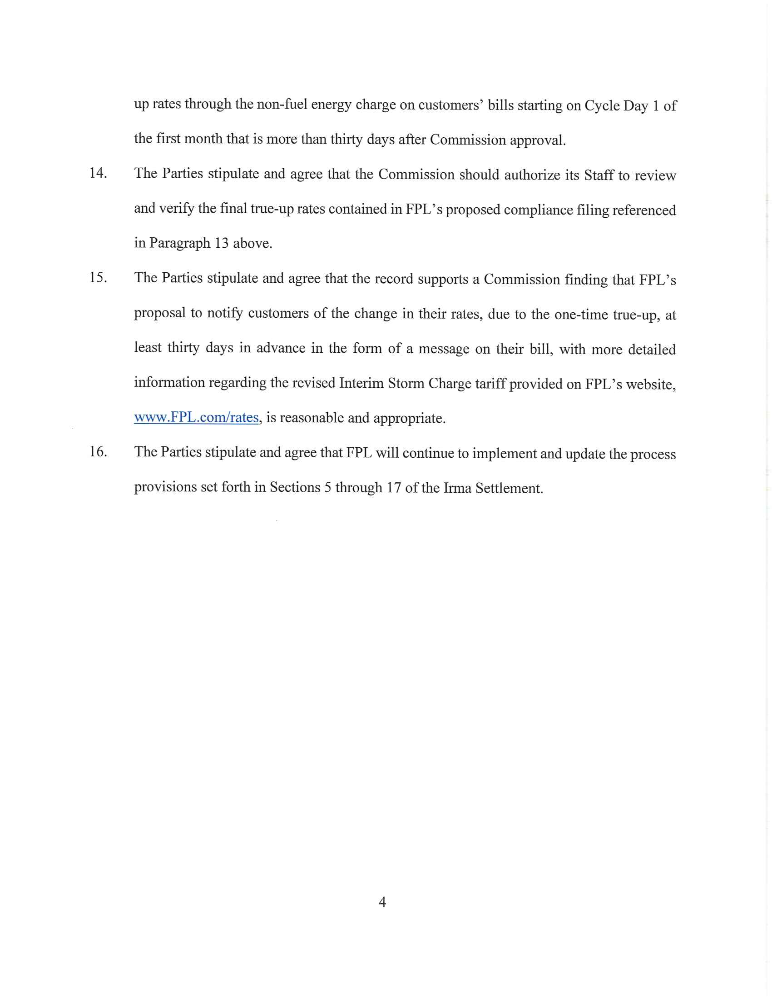 up rates through the non-fuel energy charge on customers’ bills starting on Cycle Day 1 of
the first month that is more than thirty days after Commission approval.
14. The Parties stipulate and agree that the Commission should authorize its Staff to review
and verify the final true-up rates contained in FPL’s proposed compliance filing referenced
in Paragraph 13 above.
15. The Parties stipulate and agree that the record supports a Commission finding that FPL’s
proposal to notify customers of the change in their rates, due to the one-time true-up, at
least thirty days in advance in the form of a message on their bill, with more detailed
information regarding the revised Interim Storm Charge tariff provided on FPL’s website,
www.FPL.com/rates, is reasonable and appropriate.
16. The Parties stipulate and agree that FPL will continue to implement and update the process
provisions set forth in Sections 5 through 17 of the Irma Settlement.
4